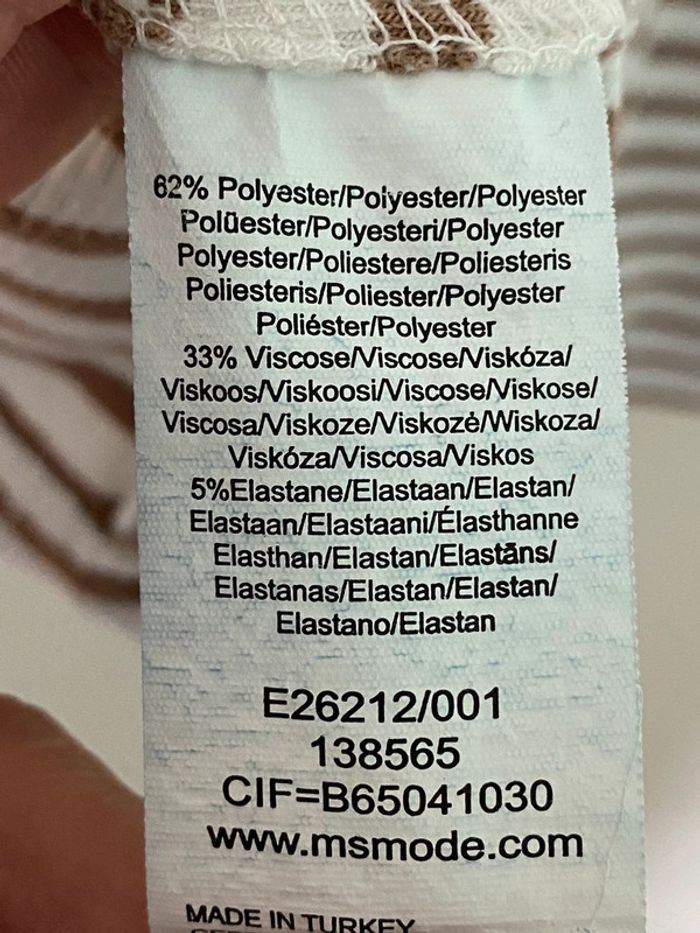 62% Polyester/Polyester/Polyester
Polüester/Polyesteri/Polyester
Polyester/Poliestere/Poliesteris
Poliesteris/Poliester/Polyester
Poliéster/Polyester
33% Viscose/Viscose/Viskóza/
Viskoos/Viskoosi/Viscose/Viskose/
Viscosa/Viskoze/Viskozė/Wiskoza/
Viskóza/Viscosa/Viskos
5%Elastane/Elastaan/Elastan/
Elastaan/Elastaani/Élasthanne
Elasthan/Elastan/Elastāns/
Elastanas/Elastan/Elastan/
Elastano/Elastan
E26212/001
138565
CIF=B65041030
www.msmode.com
MADE IN TURKEY